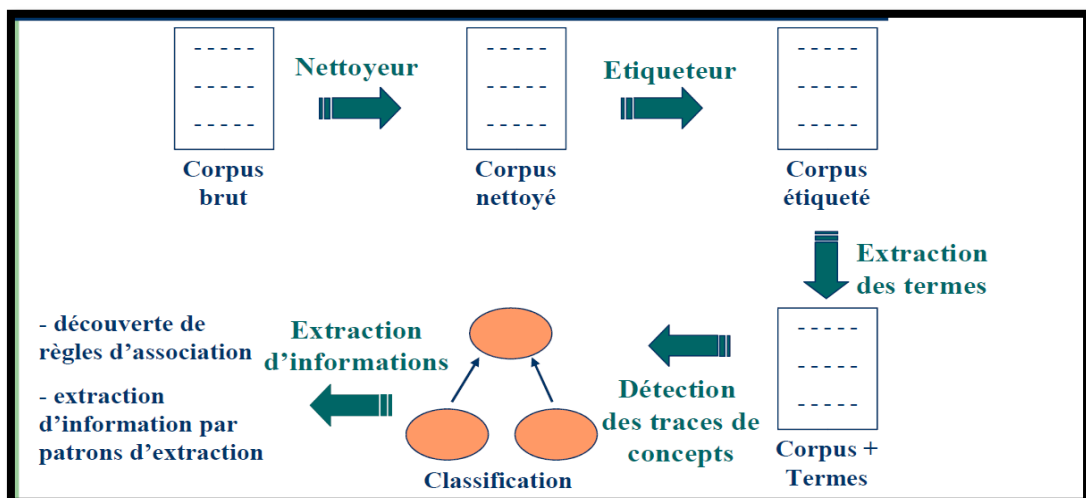 Nettoyeur
Etiqueteur
Corpus
brut
Corpus
nettoyé
Corpus
étiqueté
Extraction
des termes
Corpus +
Termes
Détection
des traces de
concepts
Classification
Extraction
d’informations
- découverte de
règles d’association
- extraction
d’information par
patrons d’extraction